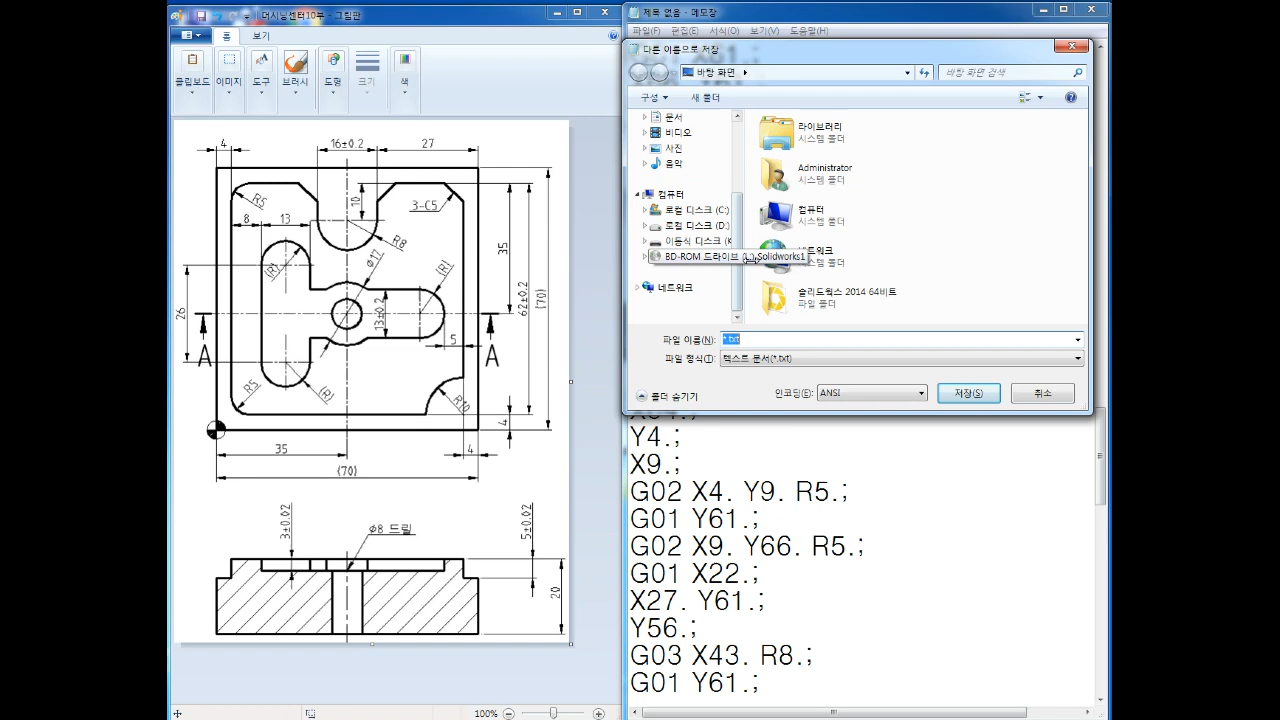 머시닝센터10부 - 그림판
홈
보기
클립보드
이미지
도구
브러시
도형
크기
색
4
16±0.2
27
R5
8
13
10
3-C5
R8
φ17
(R)
(R)
35
62±0.2
(70)
26
13±0.2
5
A
A
R5
(R)
R10
4
35
4
(70)
3±0.02
φ8 드릴
5±0.02
20
100%
제목 없음 - 메모장
파일(F) 편집(E) 서식(O) 보기(V) 도움말(H)
다른 이름으로 저장
바탕 화면
바탕 화면 검색
구성
새 폴더
문서
비디오
사진
음악
컴퓨터
로컬 디스크 (C:)
로컬 디스크 (D:)
이동식 디스크 (K
BD-ROM 드라이브 (L:) Solidworks1
네트워크
라이브러리
시스템 폴더
Administrator
시스템 폴더
컴퓨터
시스템 폴더
네트워크
시스템 폴더
솔리드웍스 2014 64비트
파일 폴더
파일 이름(N):
*.txt
파일 형식(T):
텍스트 문서(*.txt)
폴더 숨기기
인코딩(E):
ANSI
저장(S)
취소
Y4.;
X9.;
G02 X4. Y9. R5.;
G01 Y61.;
G02 X9. Y66. R5.;
G01 X22.;
X27. Y61.;
Y56.;
G03 X43. R8.;
G01 Y61.;